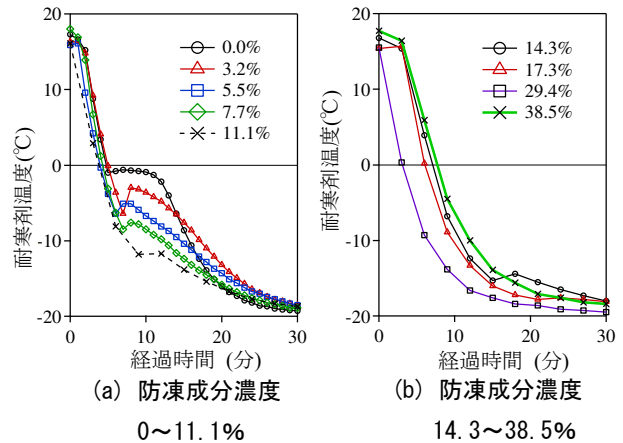 20
10
0
-10
-20
耐寒剤温度(℃)
0.0%
3.2%
5.5%
7.7%
11.1%
0 10 20 30
経過時間 (分)
(a) 防凍成分濃度
0～11.1%
20
10
0
-10
-20
耐寒剤温度(℃)
14.3%
17.3%
29.4%
38.5%
0 10 20 30
経過時間 (分)
(b) 防凍成分濃度
14.3～38.5%